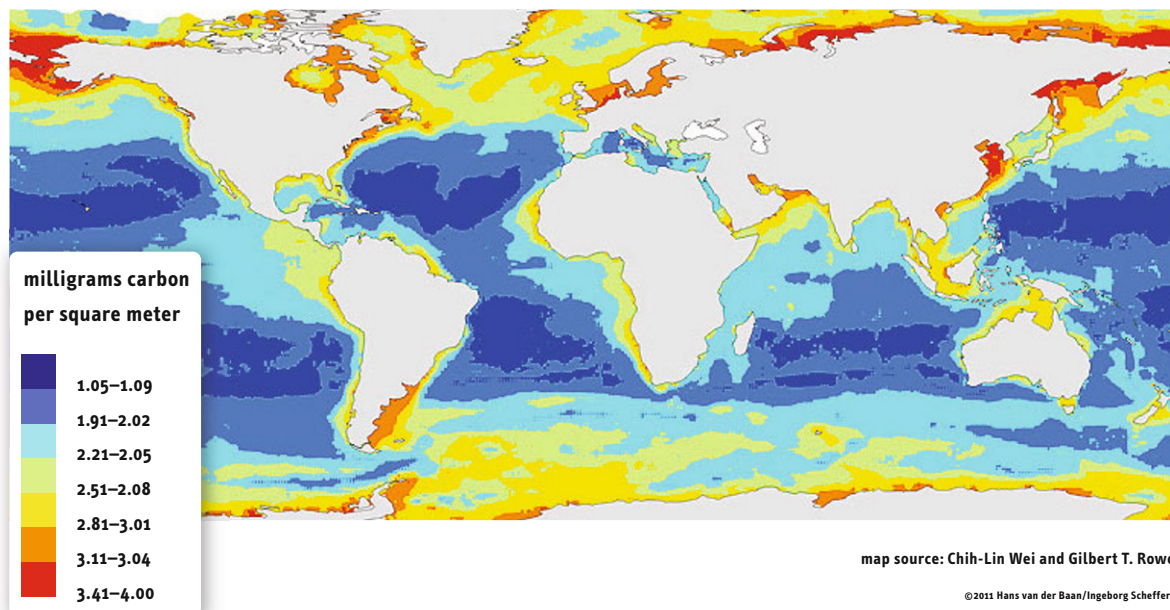 milligrams carbon
per square meter
1.05–1.09
1.91–2.02
2.21–2.05
2.51–2.08
2.81–3.01
3.11–3.04
3.41–4.00
map source: Chih-Lin Wei and Gilbert T. Rowe
©2011 Hans van der Baan/Ingeborg Scheffers